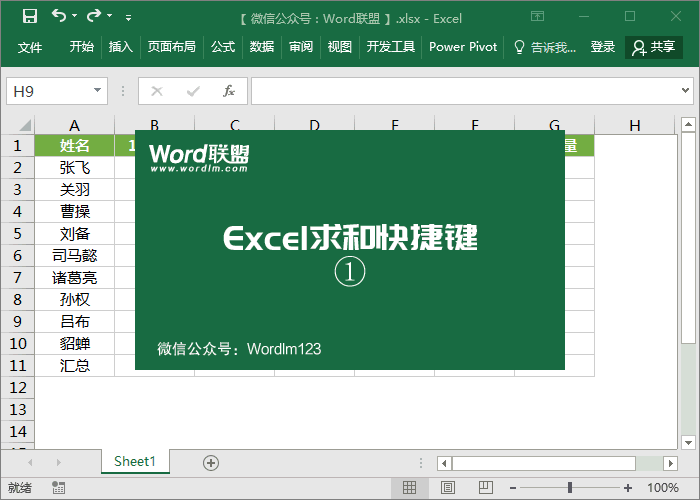 【 微信公众号：Word联盟 】.xlsx - Excel
文件 开始 插入 页面布局 公式 数据 审阅 视图 开发工具 Power Pivot 告诉我... 登录 共享
H9 fx
A B C D E F G H
1 姓名 1 量
2 张飞
3 关羽
4 曹操
5 刘备
6 司马懿
7 诸葛亮
8 孙权
9 吕布
10 貂蝉
11 汇总
12
13
14
Word联盟
www.wordlm.com
Excel求和快捷键
①
微信公众号：Wordlm123
Sheet1
就绪 100%